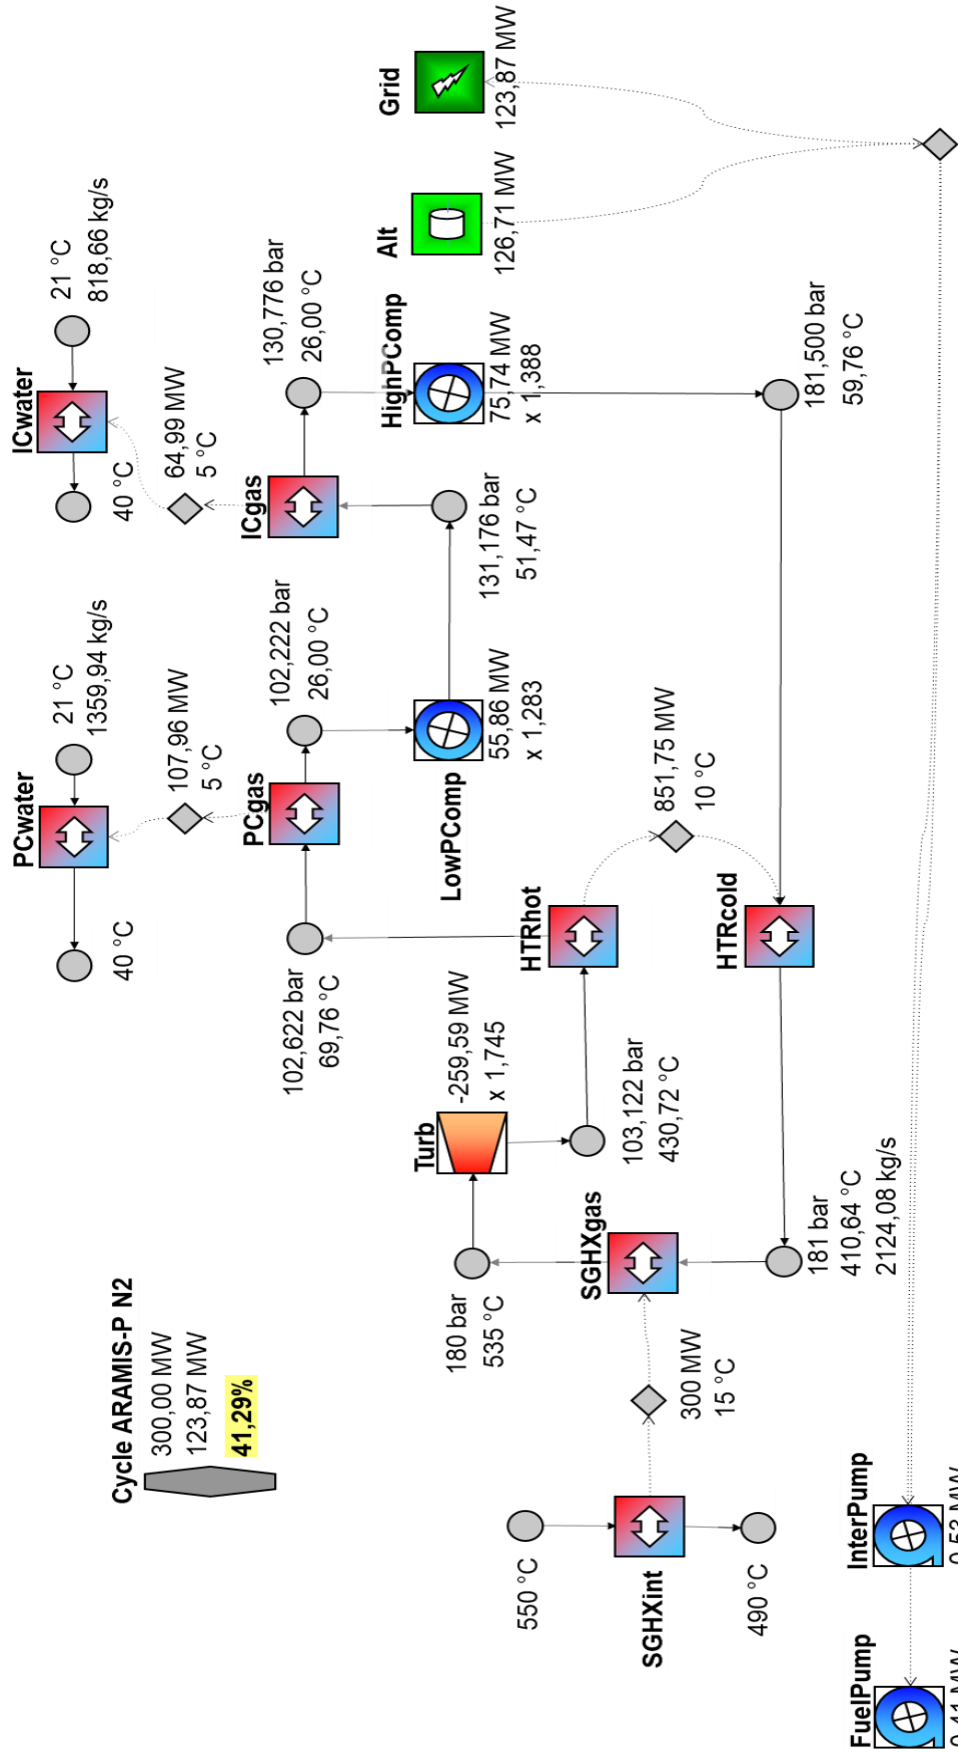 Cycle ARAMIS-P N2
300,00 MW
123,87 MW
41,29%
PCwater
21 °C
1359,94 kg/s
40 °C
107,96 MW
5 °C
ICwater
21 °C
818,66 kg/s
40 °C
64,99 MW
5 °C
102,622 bar
69,76 °C
PCgas
102,222 bar
26,00 °C
ICgas
130,776 bar
26,00 °C
Grid
123,87 MW
Alt
126,71 MW
180 bar
535 °C
Turb
-259,59 MW
x 1,745
LowPComp
55,86 MW
x 1,283
131,176 bar
51,47 °C
HighPComp
75,74 MW
x 1,388
550 °C
SGHXint
490 °C
300 MW
15 °C
SGHXgas
103,122 bar
430,72 °C
HTRhot
851,75 MW
10 °C
HTRcold
181 bar
410,64 °C
2124,08 kg/s
181,500 bar
59,76 °C
FuelPump
0,41 MW
InterPump
0,53 MW